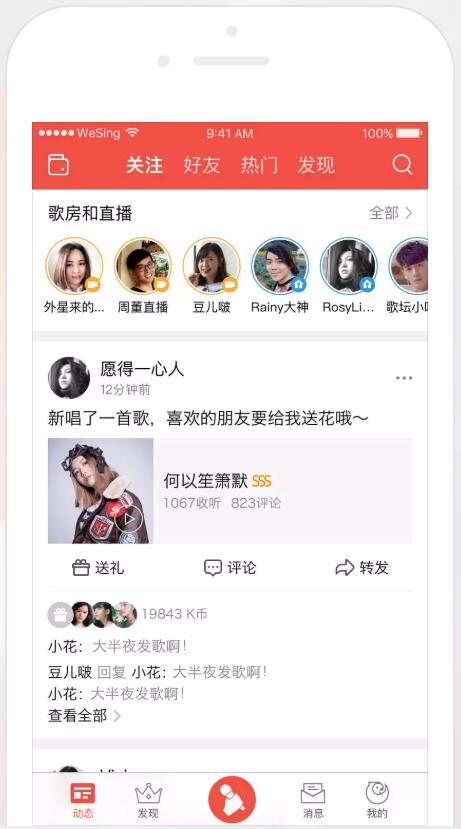 WeSing 9:41 AM 100%
关注 好友 热门 发现
歌房和直播 全部
外星来的... 周董直播 豆儿啵 Rainy大神 RosyLi... 歌坛小
愿得一心人
12分钟前
新唱了一首歌，喜欢的朋友要给我送花哦～
何以笙箫默 SSS
1067收听 823评论
送礼 评论 转发
19843 K币
小花：大半夜发歌啊！
豆儿啵 回复 小花：大半夜发歌啊！
小花：大半夜发歌啊！
查看全部
动态 发现 消息 我的